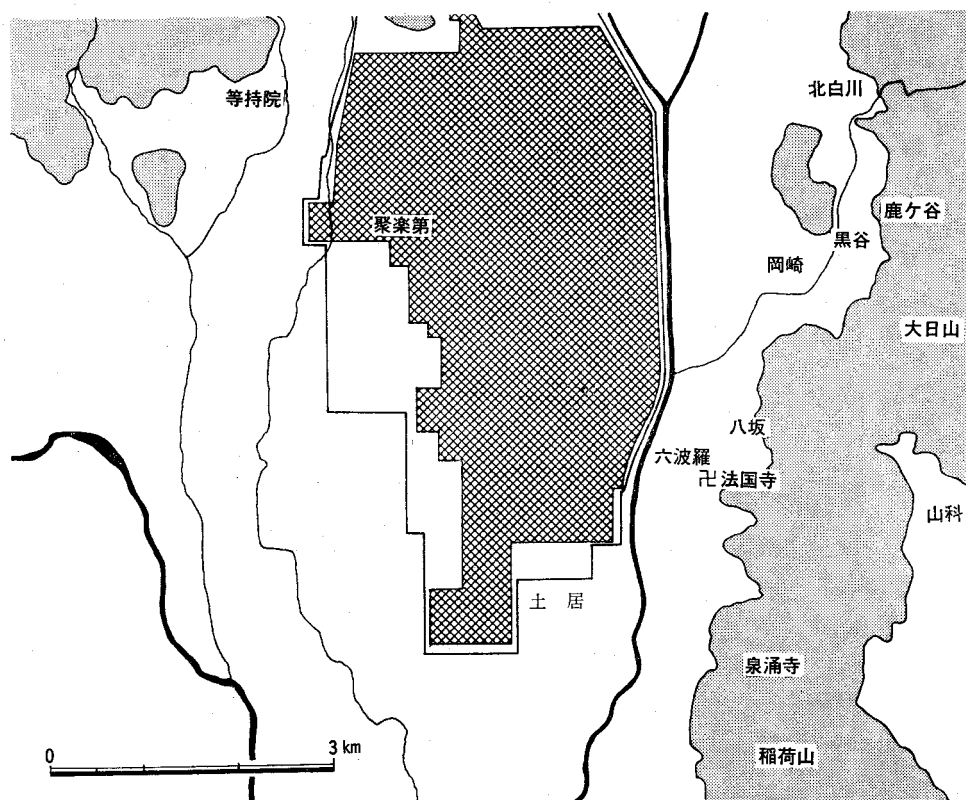 等持院
北白川
聚楽第
鹿ケ谷
黒谷
岡崎
大日山
八坂
六波羅
卍法国寺
山科
土居
泉涌寺
稲荷山
0 3km